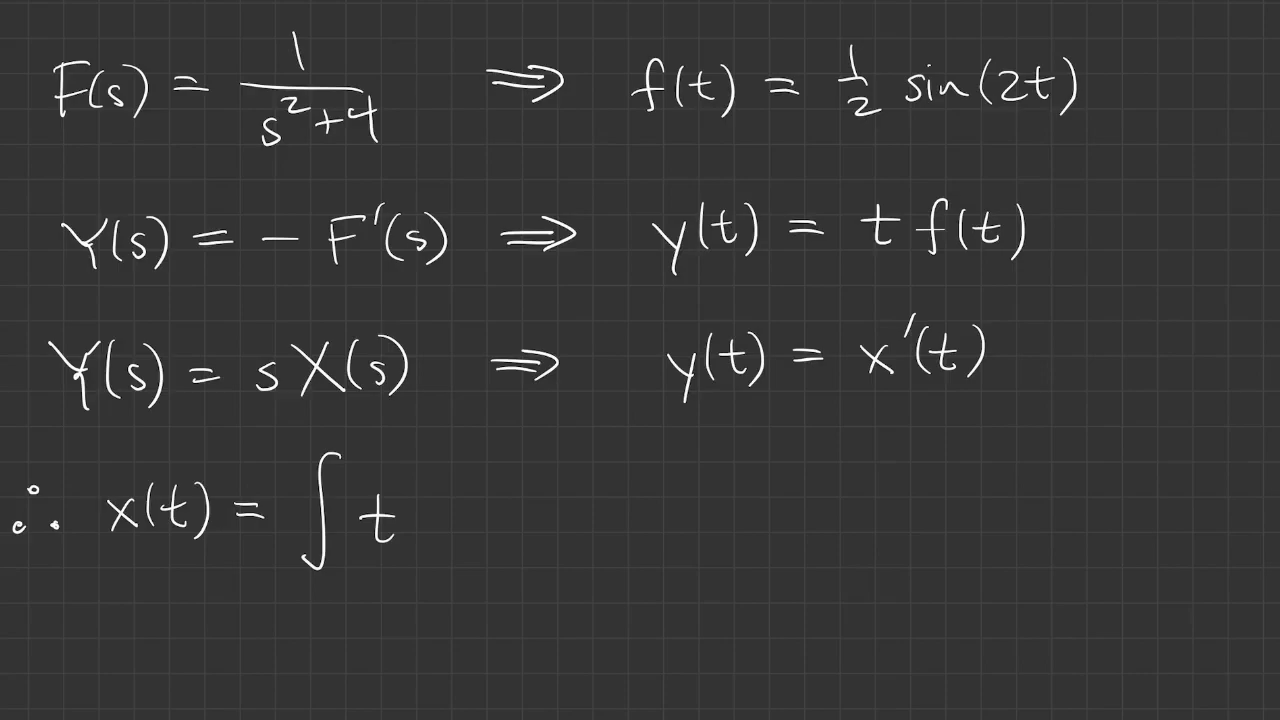 F(s) = 1/(s²+4) ⇒ f(t) = ½ sin(2t)
Y(s) = − F′(s) ⇒ y(t) = t f(t)
Y(s) = s X(s) ⇒ y(t) = x′(t)
∴ x(t) = ∫ t